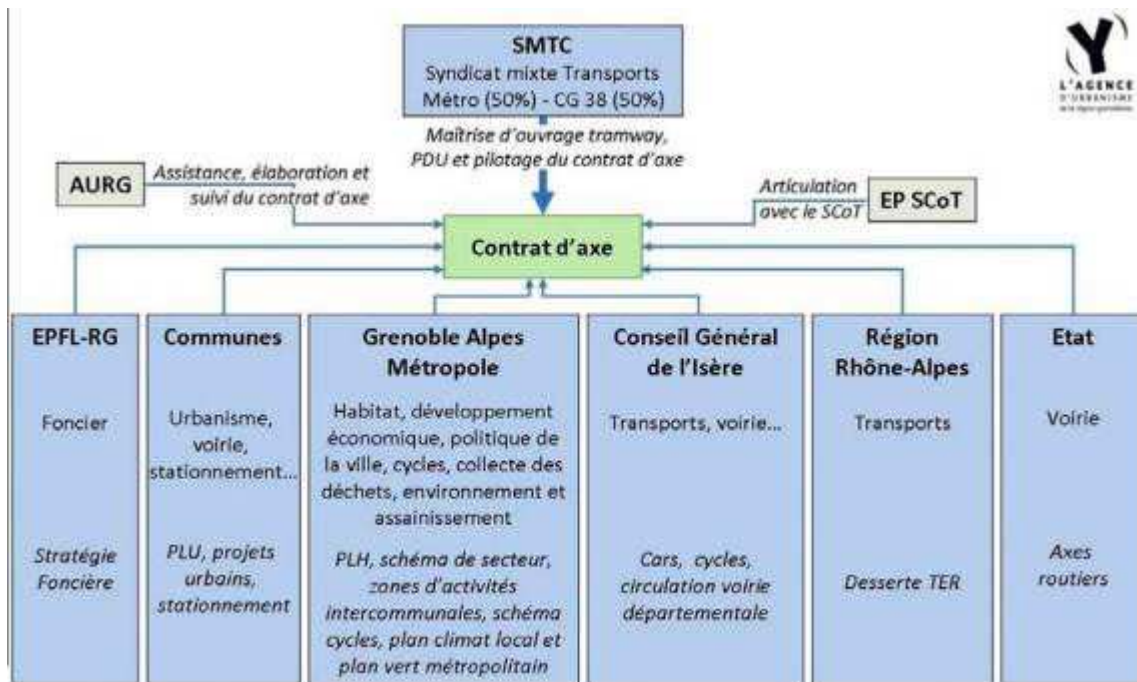 SMTC
Syndicat mixte Transports
Métro (50%) - CG 38 (50%)
L'AGENCE
D'URBANISME
Maîtrise d'ouvrage tramway,
PDU et pilotage du contrat d'axe
AURG
Assistance, élaboration et
suivi du contrat d'axe
Articulation
avec le SCoT
EP SCoT
Contrat d'axe
EPFL-RG
Foncier
Stratégie
Foncière
Communes
Urbanisme,
voirie,
stationnement...
PLU, projets
urbains,
stationnement
Grenoble Alpes
Métropole
Habitat, développement
économique, politique de
la ville, cycles, collecte des
déchets, environnement et
assainissement
PLH, schéma de secteur,
zones d'activités
intercommunales, schéma
cycles, plan climat local et
plan vert métropolitain
Conseil Général
de l'Isère
Transports, voirie...
Cars, cycles,
circulation voirie
départementale
Région
Rhône-Alpes
Transports
Desserte TER
Etat
Voirie
Axes
routiers